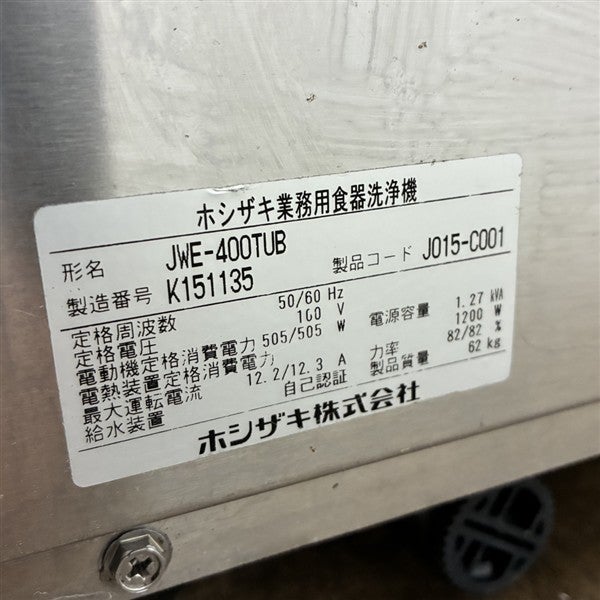 ホシザキ業務用食器洗浄機
形名 JWE-400TUB
製造番号 K151135 製品コード J015-C001
定格周波数 50/60 Hz
定格電圧 100 V 電源容量 1.27 kVA
電動機定格消費電力 505/505 W 1200 W
電熱装置定格消費電力 力率 82/82 %
最大運転電流 12.2/12.3 A 製品質量 62 kg
給水装置 自己認証
ホシザキ株式会社